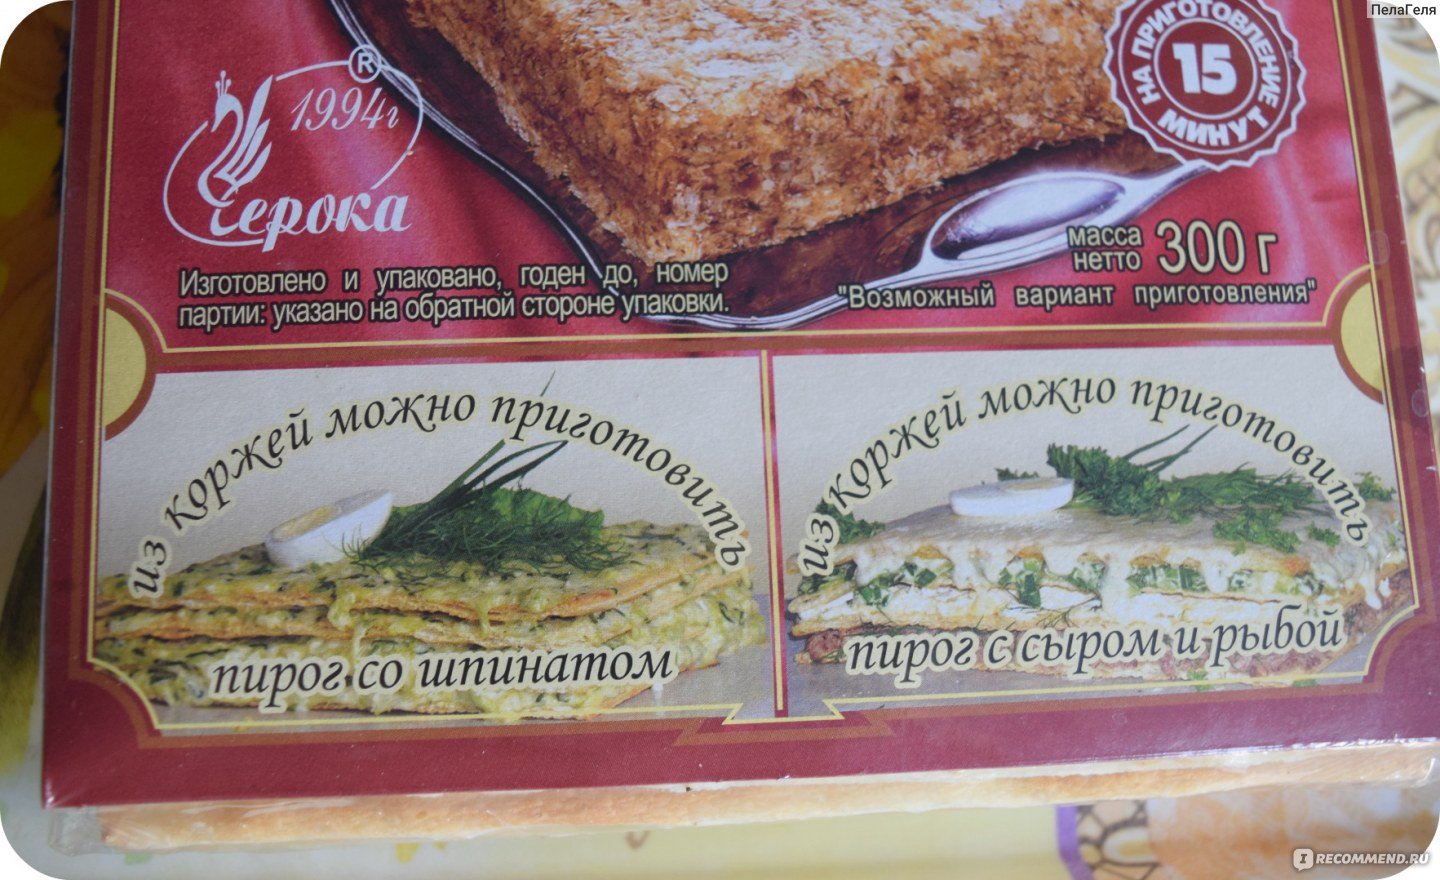 ПелаГеля
НА ПРИГОТОВЛЕНИЕ
15
МИНУТ
®
1994г
Черока
масса
нетто 300 г
Изготовлено и упаковано, годен до, номер
партии: указано на обратной стороне упаковки.
"Возможный вариант приготовления"
из коржей можно приготовить
пирог со шпинатом
из коржей можно приготовить
пирог с сыром и рыбой
IRECOMMEND.RU